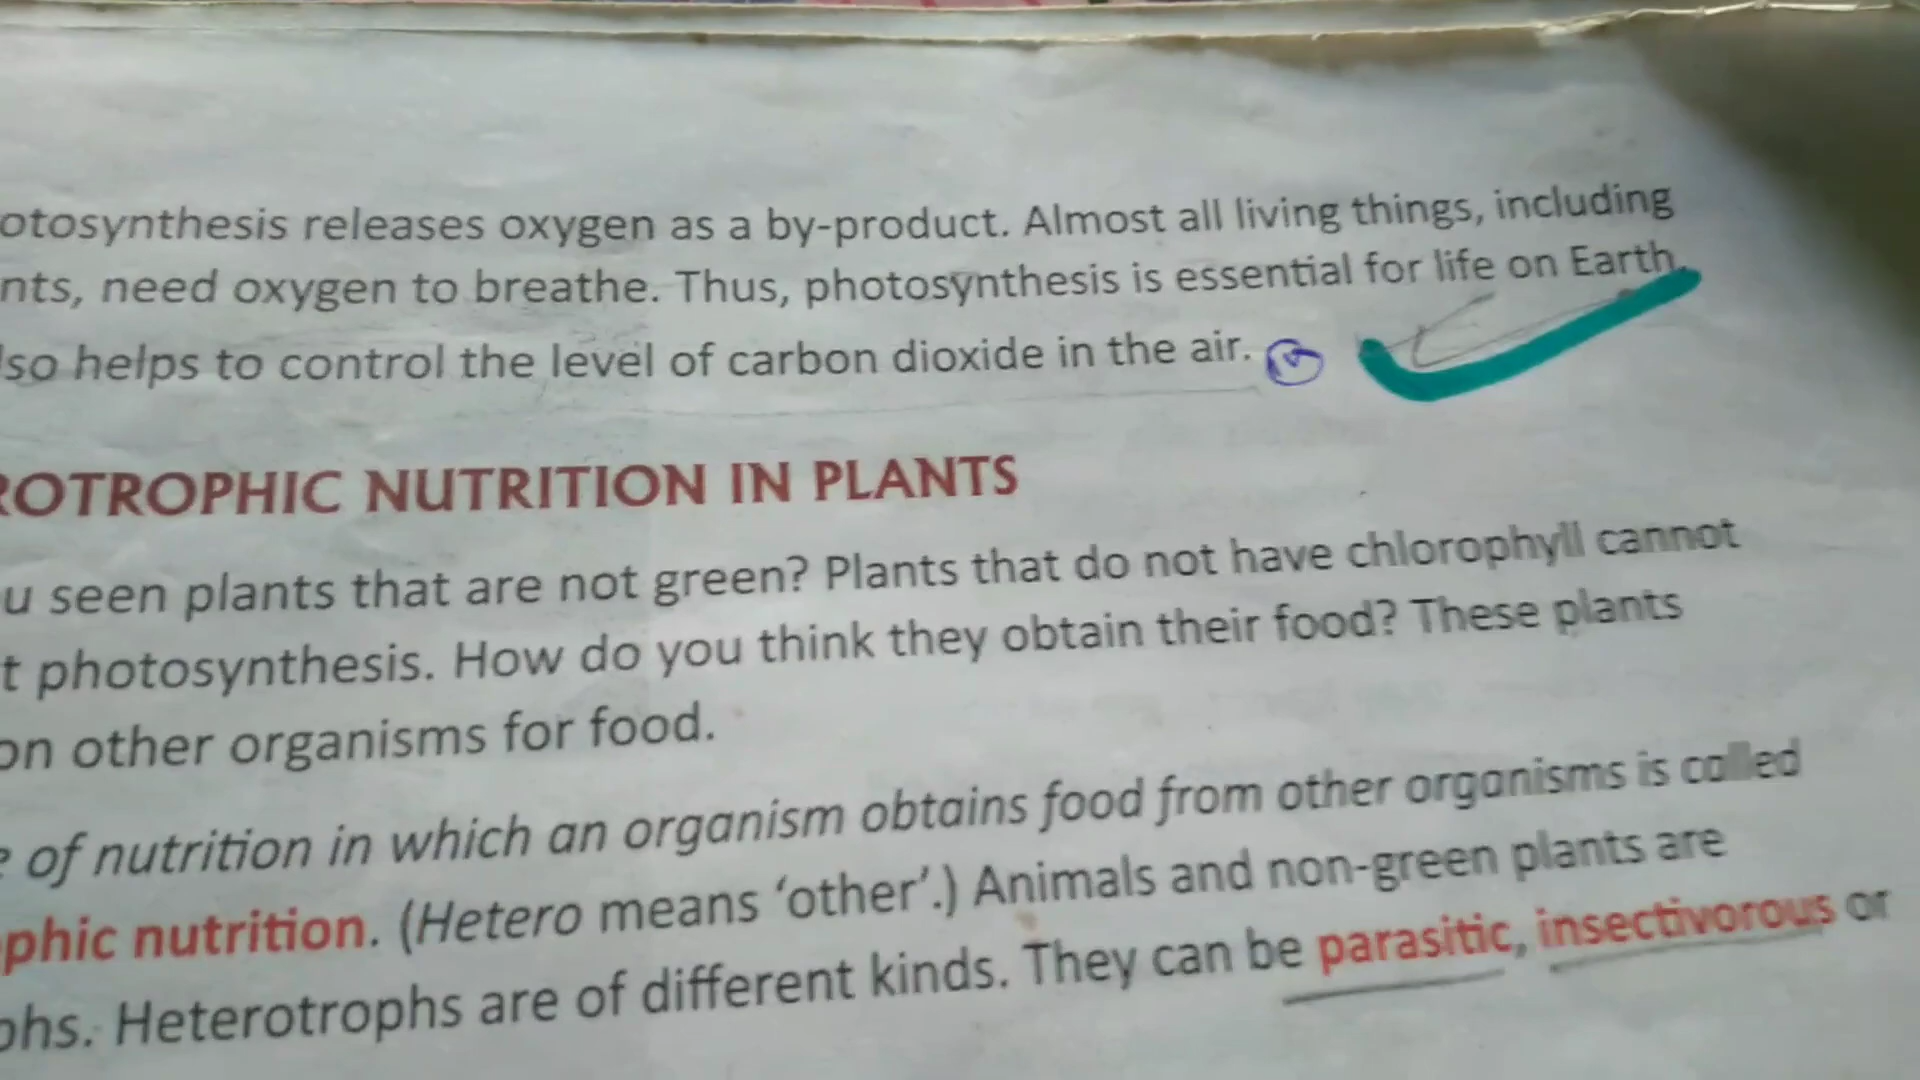 otosynthesis releases oxygen as a by-product. Almost all living things, including
nts, need oxygen to breathe. Thus, photosynthesis is essential for life on Earth.
lso helps to control the level of carbon dioxide in the air.
ROTROPHIC NUTRITION IN PLANTS
u seen plants that are not green? Plants that do not have chlorophyll cannot
t photosynthesis. How do you think they obtain their food? These plants
on other organisms for food.
e of nutrition in which an organism obtains food from other organisms is called
phic nutrition. (Hetero means ‘other’.) Animals and non-green plants are
phs. Heterotrophs are of different kinds. They can be parasitic, insectivorous or